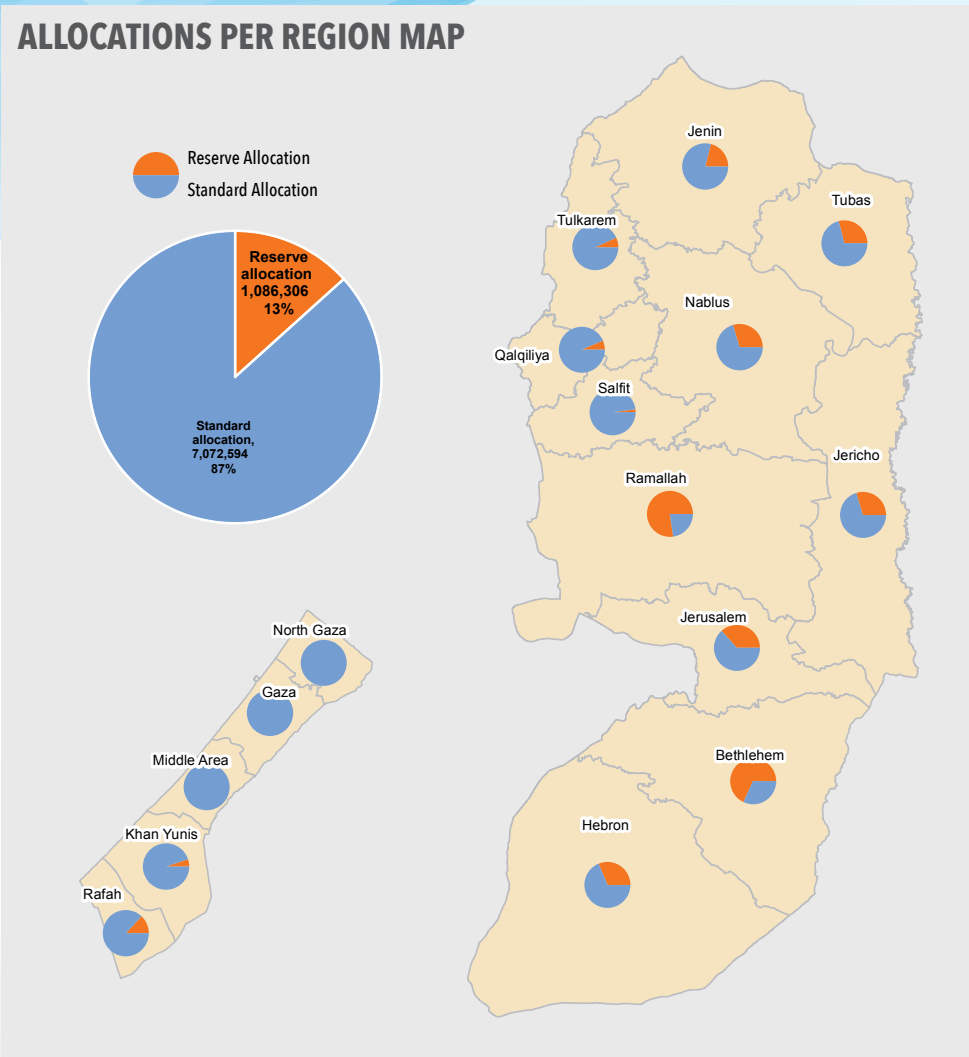 ALLOCATIONS PER REGION MAP
Reserve Allocation
Standard Allocation
Reserve
allocation
1,086,306
13%
Standard
allocation,
7,072,594
87%
Jenin
Tubas
Tulkarem
Nablus
Qalqiliya
Salfit
Jericho
Ramallah
Jerusalem
North Gaza
Gaza
Middle Area
Bethlehem
Khan Yunis
Hebron
Rafah